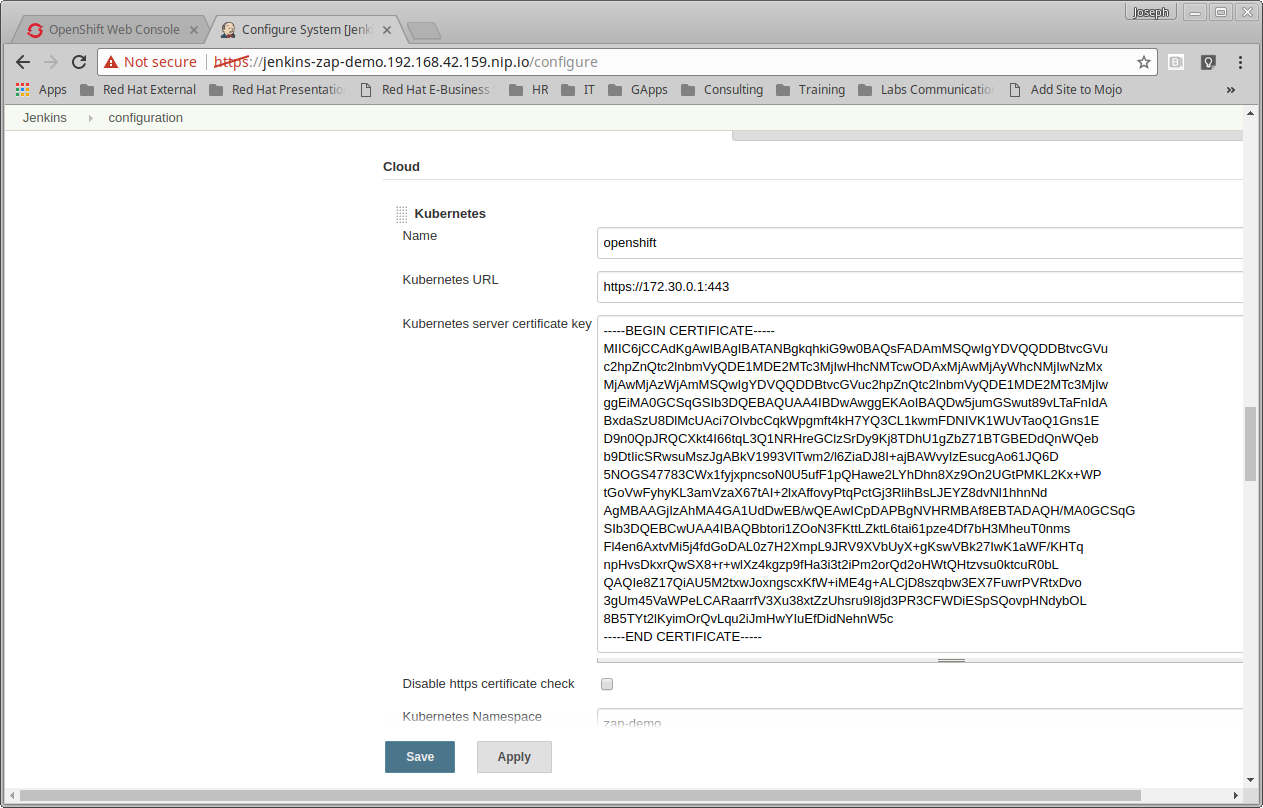 Joseph
OpenShift Web Console
Configure System [Jenki
Not secure
https://jenkins-zap-demo.192.168.42.159.nip.io/configure
Apps
Red Hat External
Red Hat Presentatio
Red Hat E-Business
HR
IT
GApps
Consulting
Training
Labs Communicatio
Add Site to Mojo
»
Jenkins
configuration
Cloud
Kubernetes
Name
openshift
Kubernetes URL
https://172.30.0.1:443
Kubernetes server certificate key
-----BEGIN CERTIFICATE-----
MIIC6jCCAdKgAwIBAgIBATANBgkqhkiG9w0BAQsFADAmMSQwIgYDVQQDDBtvcGVu
c2hpZnQtc2lnbmVyQDE1MDE2MTc3MjIwHhcNMTcwODAxMjAwMjAyWhcNMjIwNzMx
MjAwMjAzWjAmMSQwIgYDVQQDDBtvcGVuc2hpZnQtc2lnbmVyQDE1MDE2MTc3MjIw
ggEiMA0GCSqGSIb3DQEBAQUAA4IBDwAwggEKAoIBAQDw5jumGSwut89vLTaFnIdA
BxdaSzU8DlMcUAci7OIvbcCqkWpgmft4kH7YQ3CL1kwmFDNIVK1WUvTaoQ1Gns1E
D9n0QpJRQCXkt4I66tqL3Q1NRHreGClzSrDy9Kj8TDhU1gZbZ71BTGBEDdQnWQeb
b9DtIicSRwsuMszJgABkV1993VlTwm2/l6ZiaDJ8I+ajBAWvyIzEsucgAo61JQ6D
5NOGS47783CWx1fyjxpncsoN0U5ufF1pQHawe2LYhDhn8Xz9On2UGtPMKL2Kx+WP
tGoVwFyhyKL3amVzaX67tAI+2lxAffovyPtqPctGj3RlihBsLJEYZ8dvNl1hhnNd
AgMBAAGjIzAhMA4GA1UdDwEB/wQEAwICpDAPBgNVHRMBAf8EBTADAQH/MA0GCSqG
SIb3DQEBCwUAA4IBAQBbtori1ZOoN3FKttLZktL6tai61pze4Df7bH3MheuT0nms
Fl4en6AxtvMi5j4fdGoDAL0z7H2XmpL9JRV9XVbUyX+gKswVBk27IwK1aWF/KHTq
npHvsDkxrQwSX8+r+wlXz4kgzp9fHa3i3t2iPm2orQd2oHWtQHtzvsu0ktcuR0bL
QAQIe8Z17QiAU5M2txwJoxngscxKfW+iME4g+ALCjD8szqbw3EX7FuwrPVRtxDvo
3gUm45VaWPeLCARaarrfV3Xu38xtZzUhsru9I8jd3PR3CFWDiESpSQovpHNdybOL
8B5TYt2lKyimOrQvLqu2iJmHwYIuEfDidNehnW5c
-----END CERTIFICATE-----
Disable https certificate check
Kubernetes Namespace
zap-demo
Save
Apply